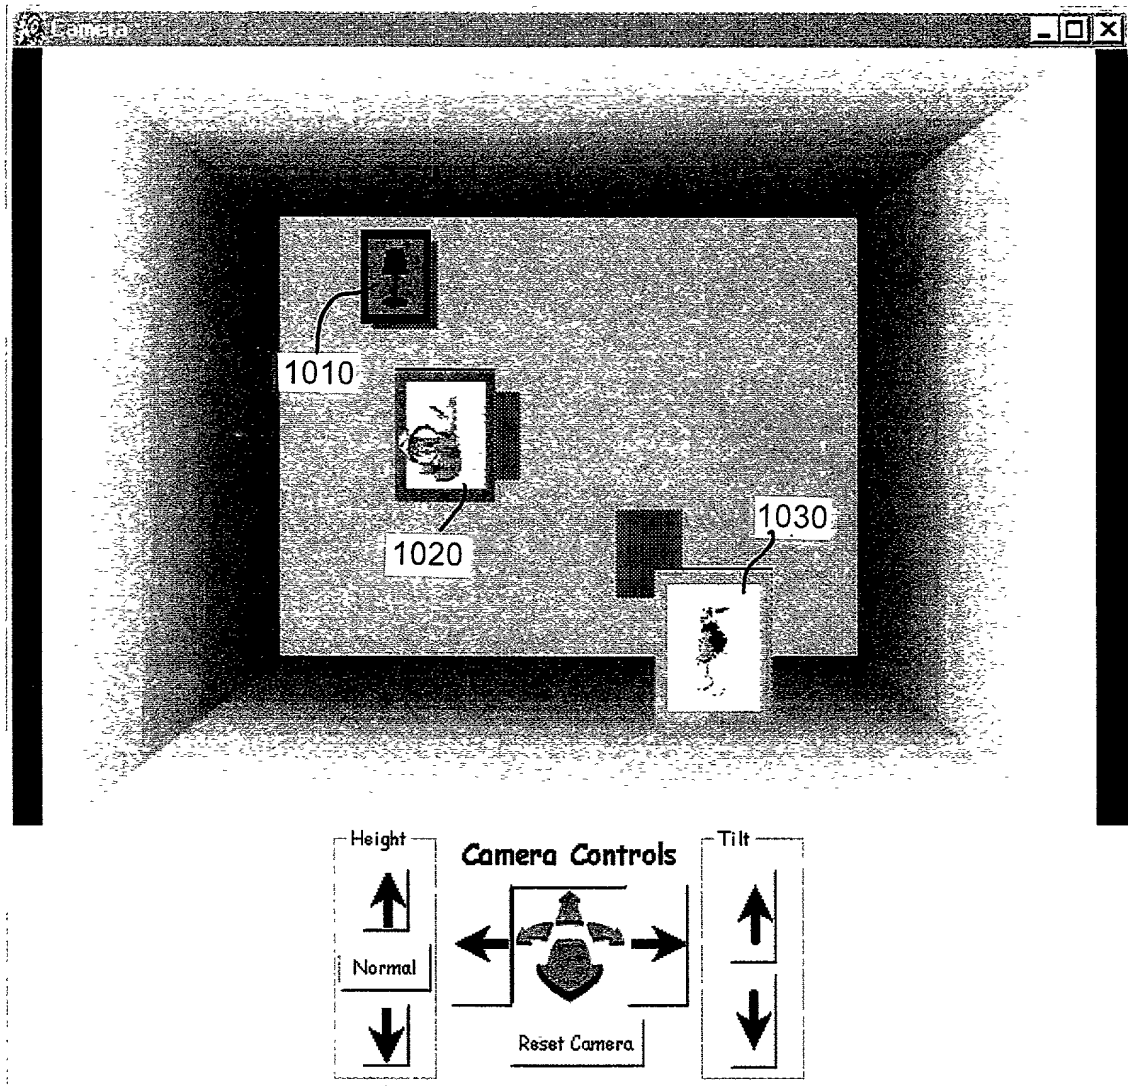 Camera
1010
1020
1030
Height
Camera Controls
Tilt
Normal
Reset Camera